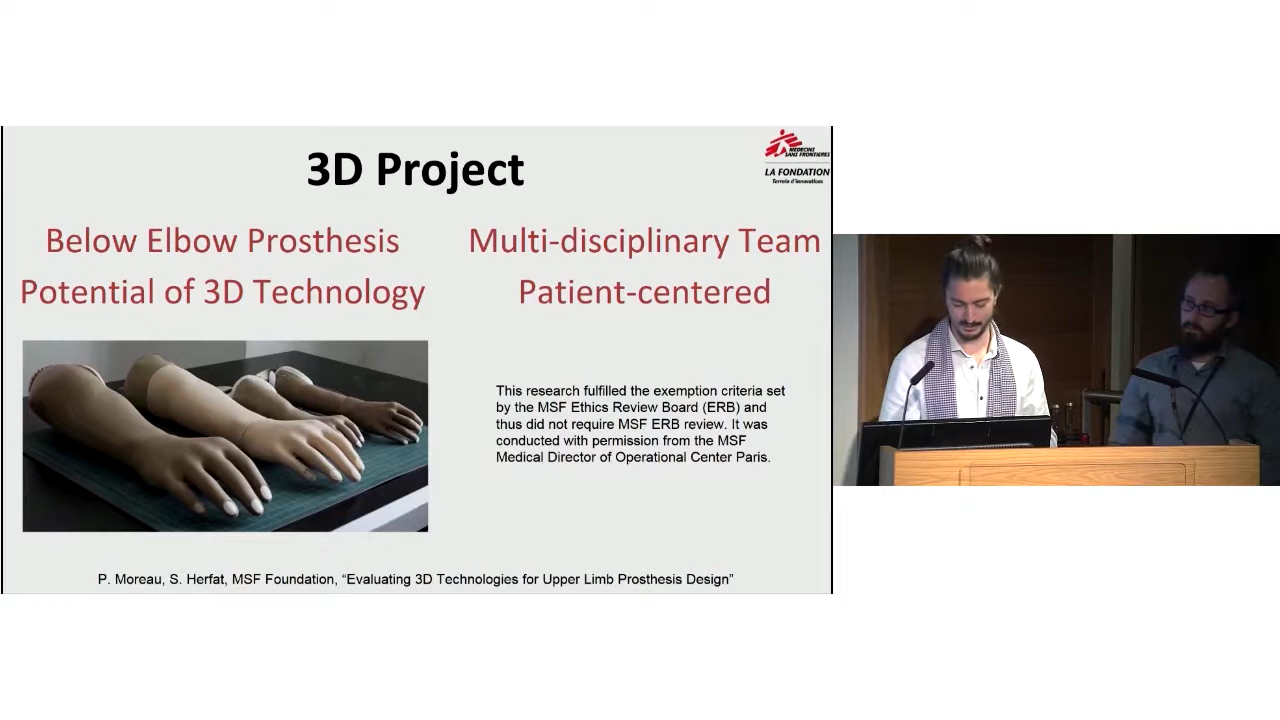 3D Project
MEDECINS
SANS FRONTIERES
LA FONDATION
Terrain d'innovations
Below Elbow Prosthesis
Potential of 3D Technology
Multi-disciplinary Team
Patient-centered
This research fulfilled the exemption criteria set
by the MSF Ethics Review Board (ERB) and
thus did not require MSF ERB review. It was
conducted with permission from the MSF
Medical Director of Operational Center Paris.
P. Moreau, S. Herfat, MSF Foundation, “Evaluating 3D Technologies for Upper Limb Prosthesis Design”